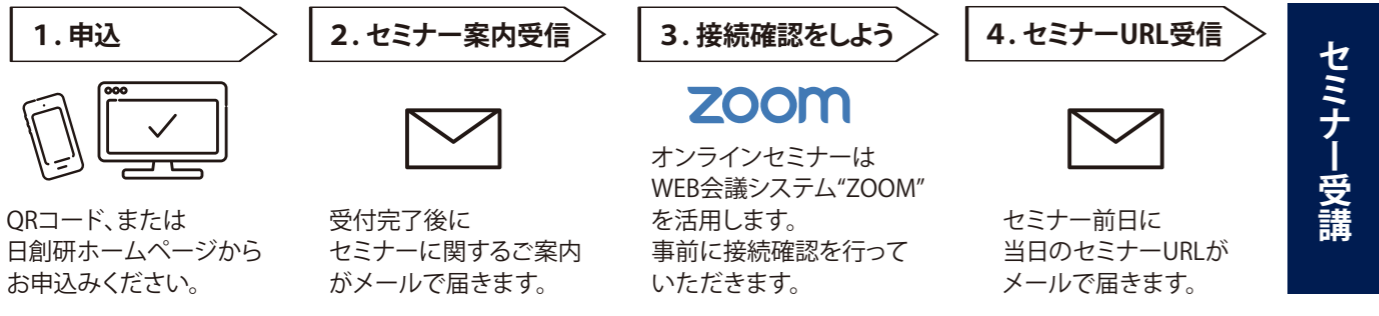 1. 申込
QRコード、または
日創研ホームページから
お申込みください。
2. セミナー案内受信
受付完了後に
セミナーに関するご案内
がメールで届きます。
3. 接続確認をしよう
zoom
オンラインセミナーは
WEB会議システム“ZOOM”
を活用します。
事前に接続確認を行って
いただきます。
4. セミナーURL受信
セミナー前日に
当日のセミナーURLが
メールで届きます。
セミナー受講